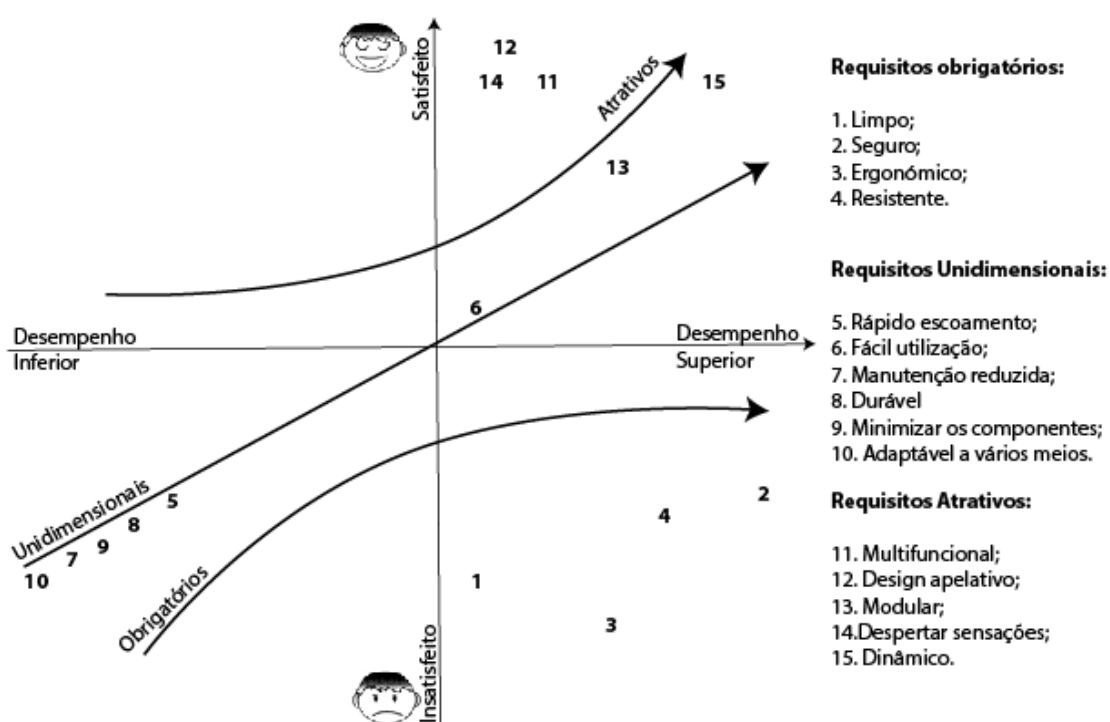 12
14
11
15
13
6
Satisfeito
Atrativos
Desempenho
Inferior
Desempenho
Superior
Unidimensionais
5
8
9
7
10
Obrigatórios
2
4
1
3
Insatisfeito
Requisitos obrigatórios:
1. Limpo;
2. Seguro;
3. Ergonómico;
4. Resistente.
Requisitos Unidimensionais:
5. Rápido escoamento;
6. Fácil utilização;
7. Manutenção reduzida;
8. Durável
9. Minimizar os componentes;
10. Adaptável a vários meios.
Requisitos Atrativos:
11. Multifuncional;
12. Design apelativo;
13. Modular;
14.Despertar sensações;
15. Dinâmico.